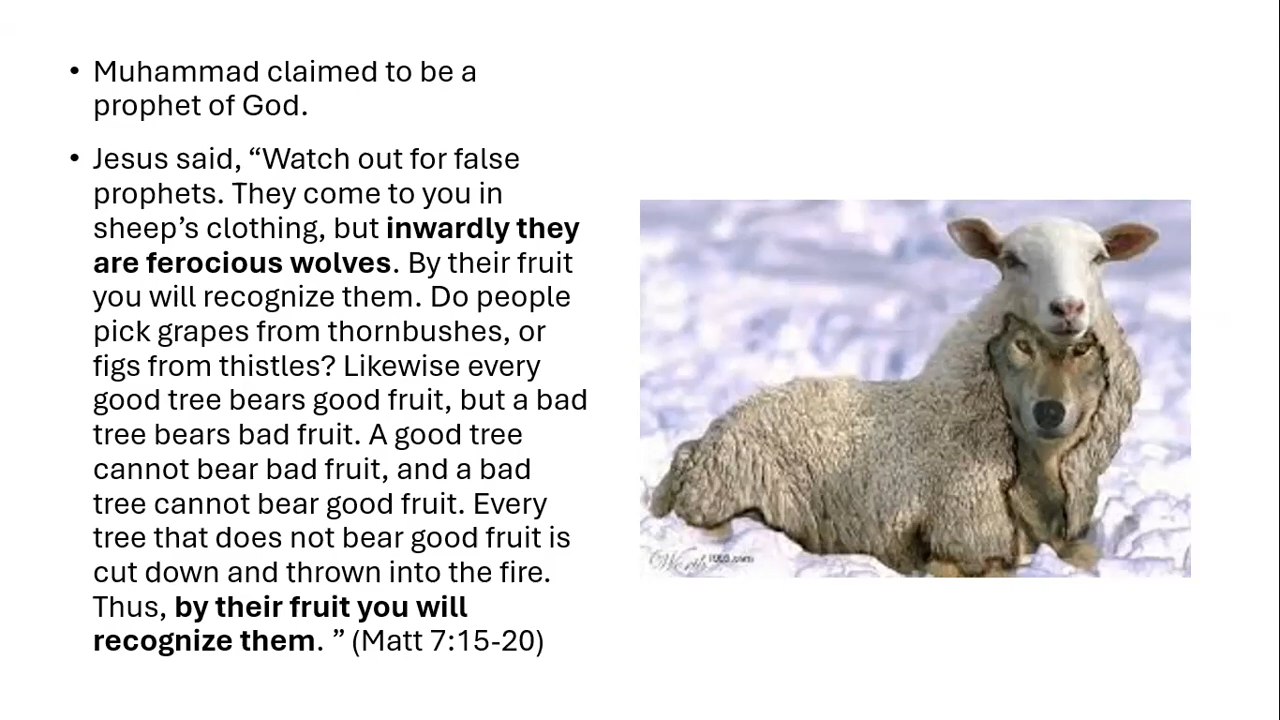 • Muhammad claimed to be a
prophet of God.
• Jesus said, “Watch out for false
prophets. They come to you in
sheep’s clothing, but inwardly they
are ferocious wolves. By their fruit
you will recognize them. Do people
pick grapes from thornbushes, or
figs from thistles? Likewise every
good tree bears good fruit, but a bad
tree bears bad fruit. A good tree
cannot bear bad fruit, and a bad
tree cannot bear good fruit. Every
tree that does not bear good fruit is
cut down and thrown into the fire.
Thus, by their fruit you will
recognize them. ” (Matt 7:15-20)